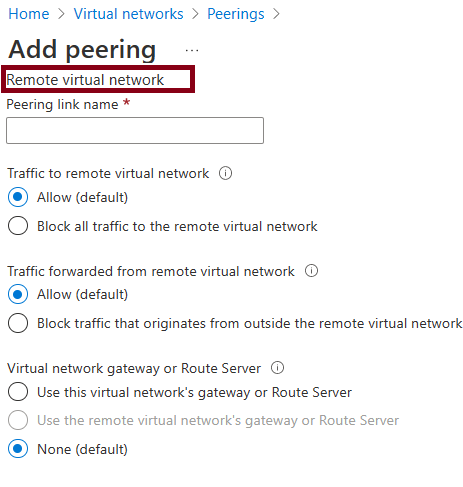 Home > Virtual networks > Peerings >
Add peering ...
Remote virtual network
Peering link name *
Traffic to remote virtual network
Allow (default)
Block all traffic to the remote virtual network
Traffic forwarded from remote virtual network
Allow (default)
Block traffic that originates from outside the remote virtual network
Virtual network gateway or Route Server
Use this virtual network's gateway or Route Server
Use the remote virtual network's gateway or Route Server
None (default)